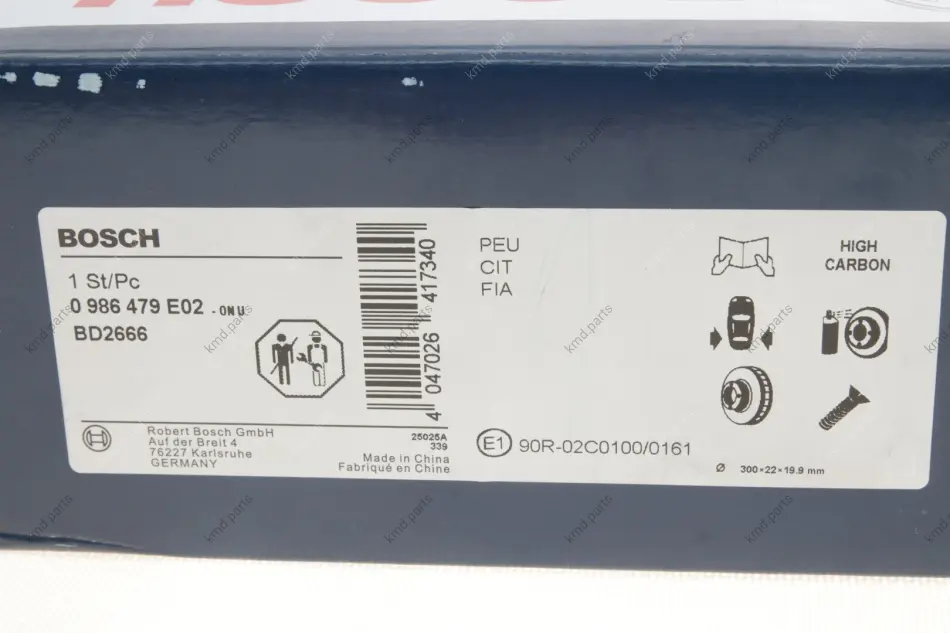 BOSCH
1 St/Pc
0 986 479 E02 - 0NU
BD2666
4 047026 417340
Robert Bosch GmbH
Auf der Breit 4
76227 Karlsruhe
GERMANY
25025A
339
Made in China
Fabriqué en Chine
PEU
CIT
FIA
E1 90R-02C0100/0161
HIGH
CARBON
Ø 300×22×19.9 mm
kmd.parts